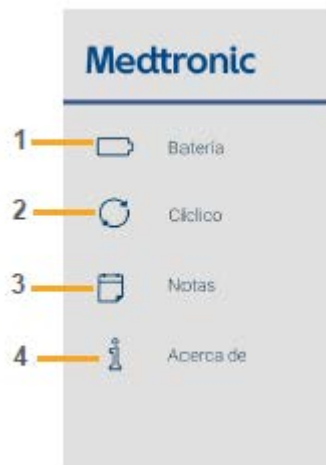 Medtronic
1 Batería
2 Cíclico
3 Notas
4 Acerca de